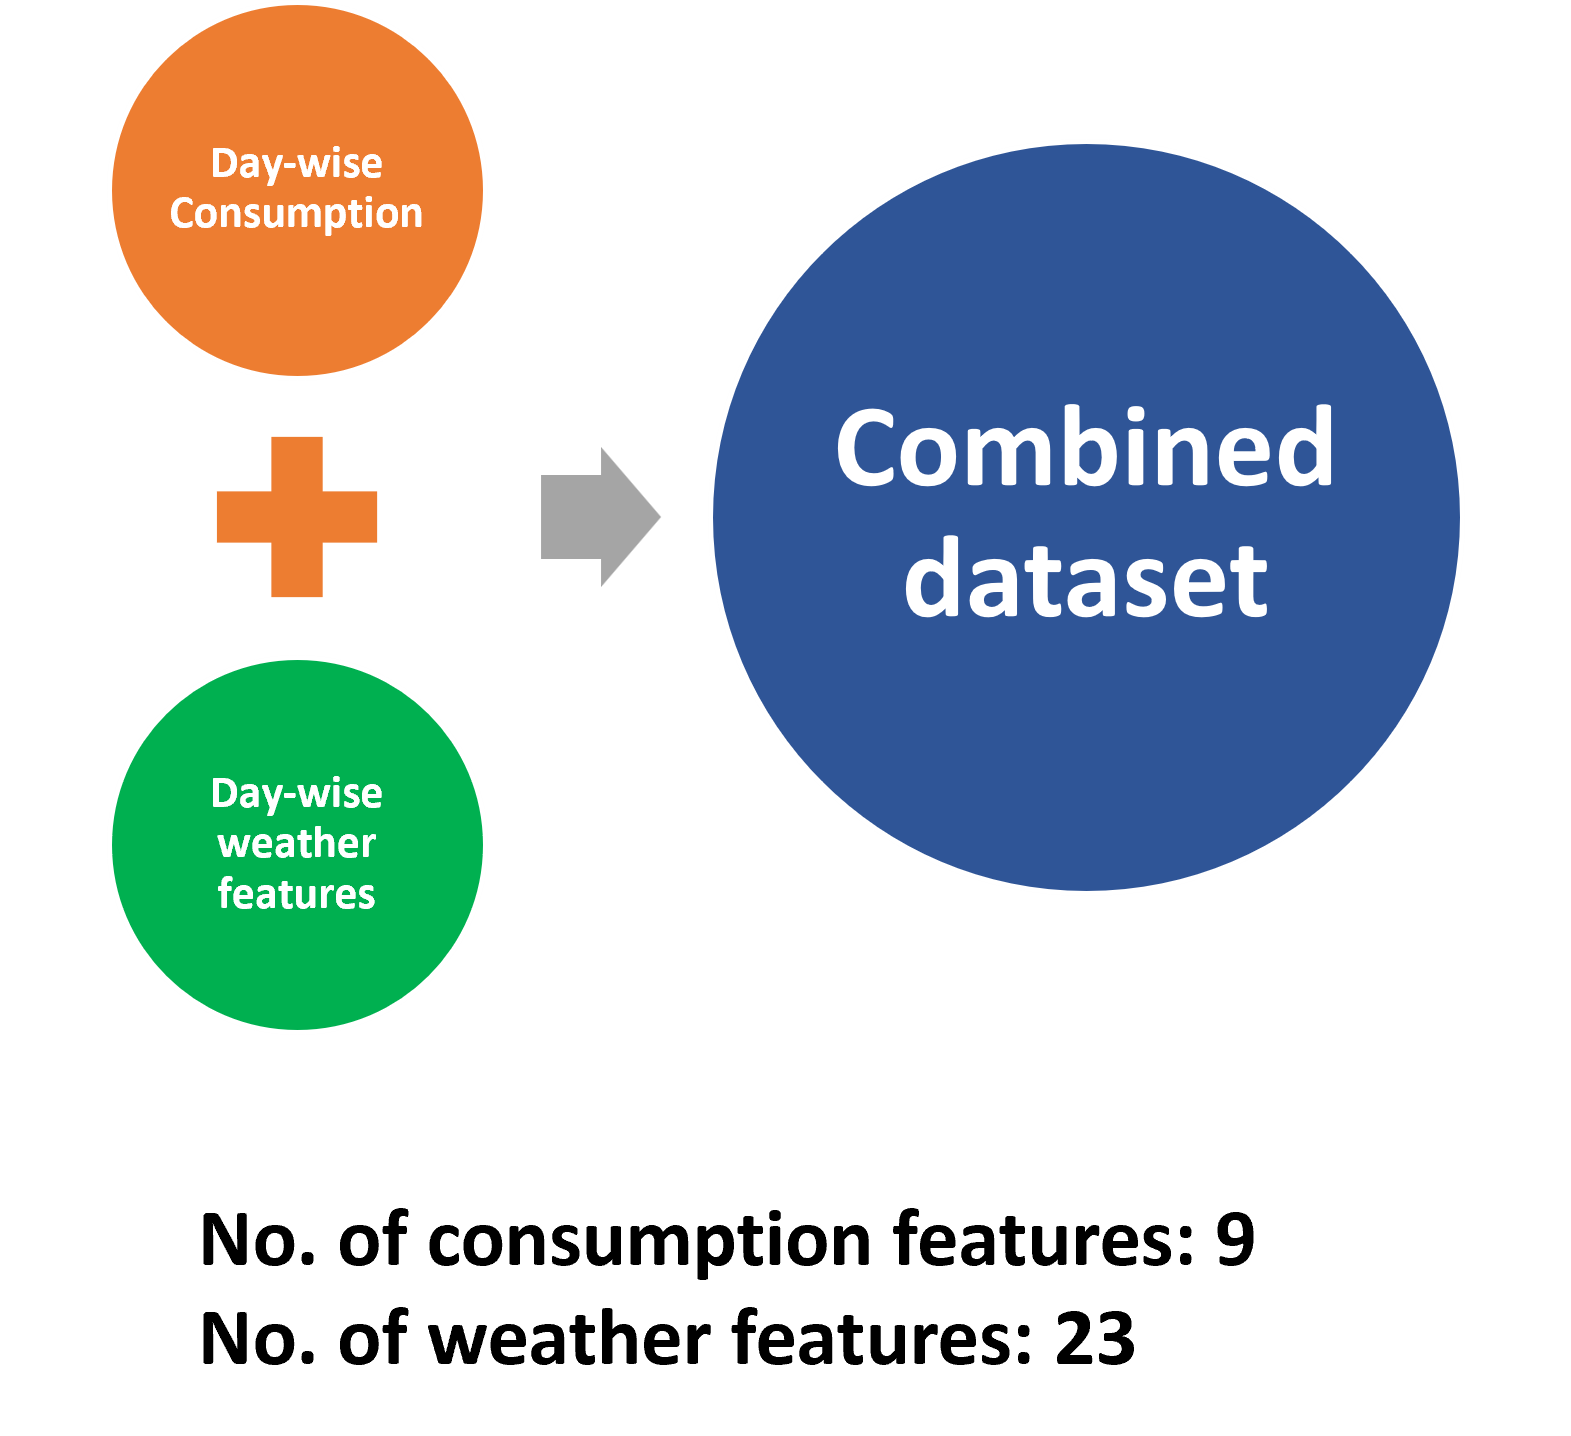 Day-wise
Consumption
Combined
dataset
Day-wise
weather
features
No. of consumption features: 9
No. of weather features: 23